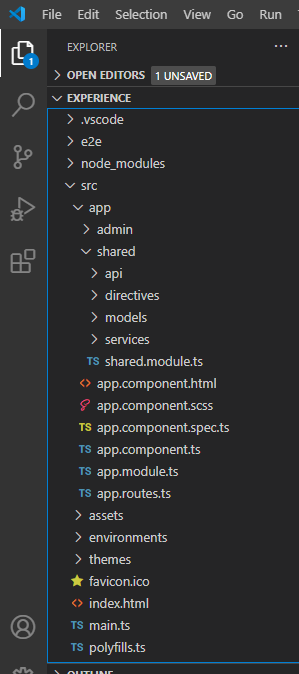 File Edit Selection View Go Run
EXPLORER ...
1
OPEN EDITORS 1 UNSAVED
EXPERIENCE
.vscode
e2e
node_modules
src
app
admin
shared
api
directives
models
services
TS shared.module.ts
<> app.component.html
app.component.scss
TS app.component.spec.ts
TS app.component.ts
TS app.module.ts
TS app.routes.ts
assets
environments
themes
favicon.ico
<> index.html
TS main.ts
TS polyfills.ts
OUTLINE